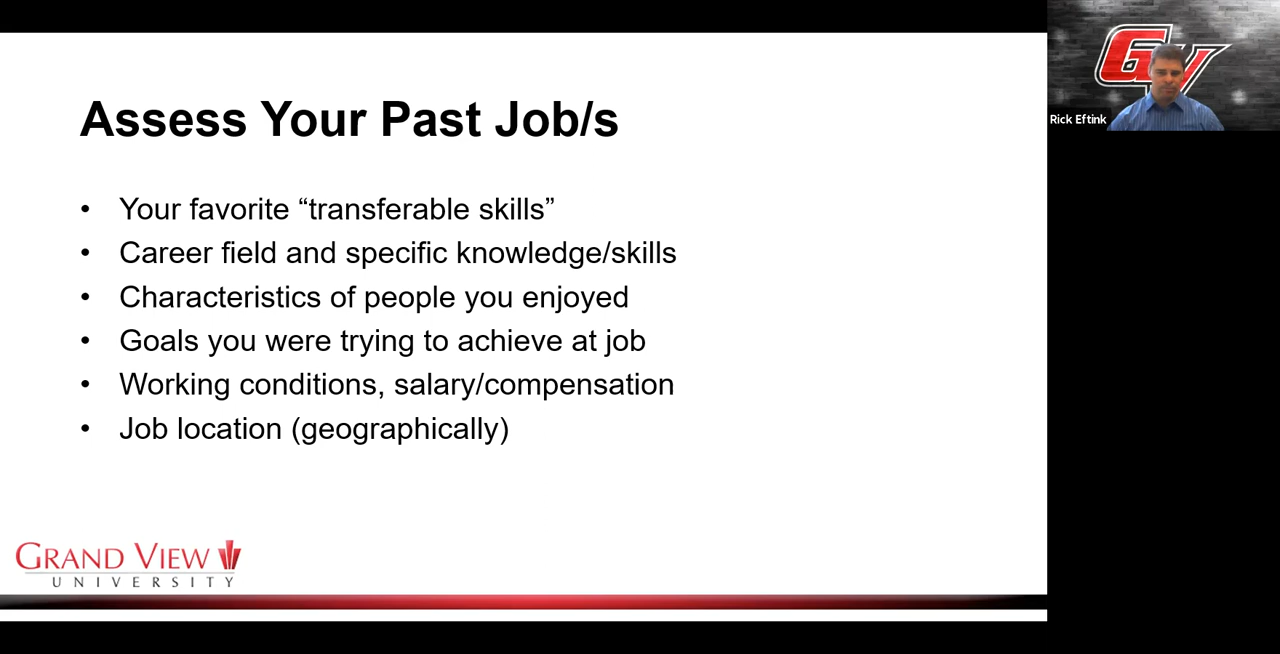 Assess Your Past Job/s
• Your favorite “transferable skills”
• Career field and specific knowledge/skills
• Characteristics of people you enjoyed
• Goals you were trying to achieve at job
• Working conditions, salary/compensation
• Job location (geographically)
GRAND VIEW
UNIVERSITY
GV
Rick Eftink